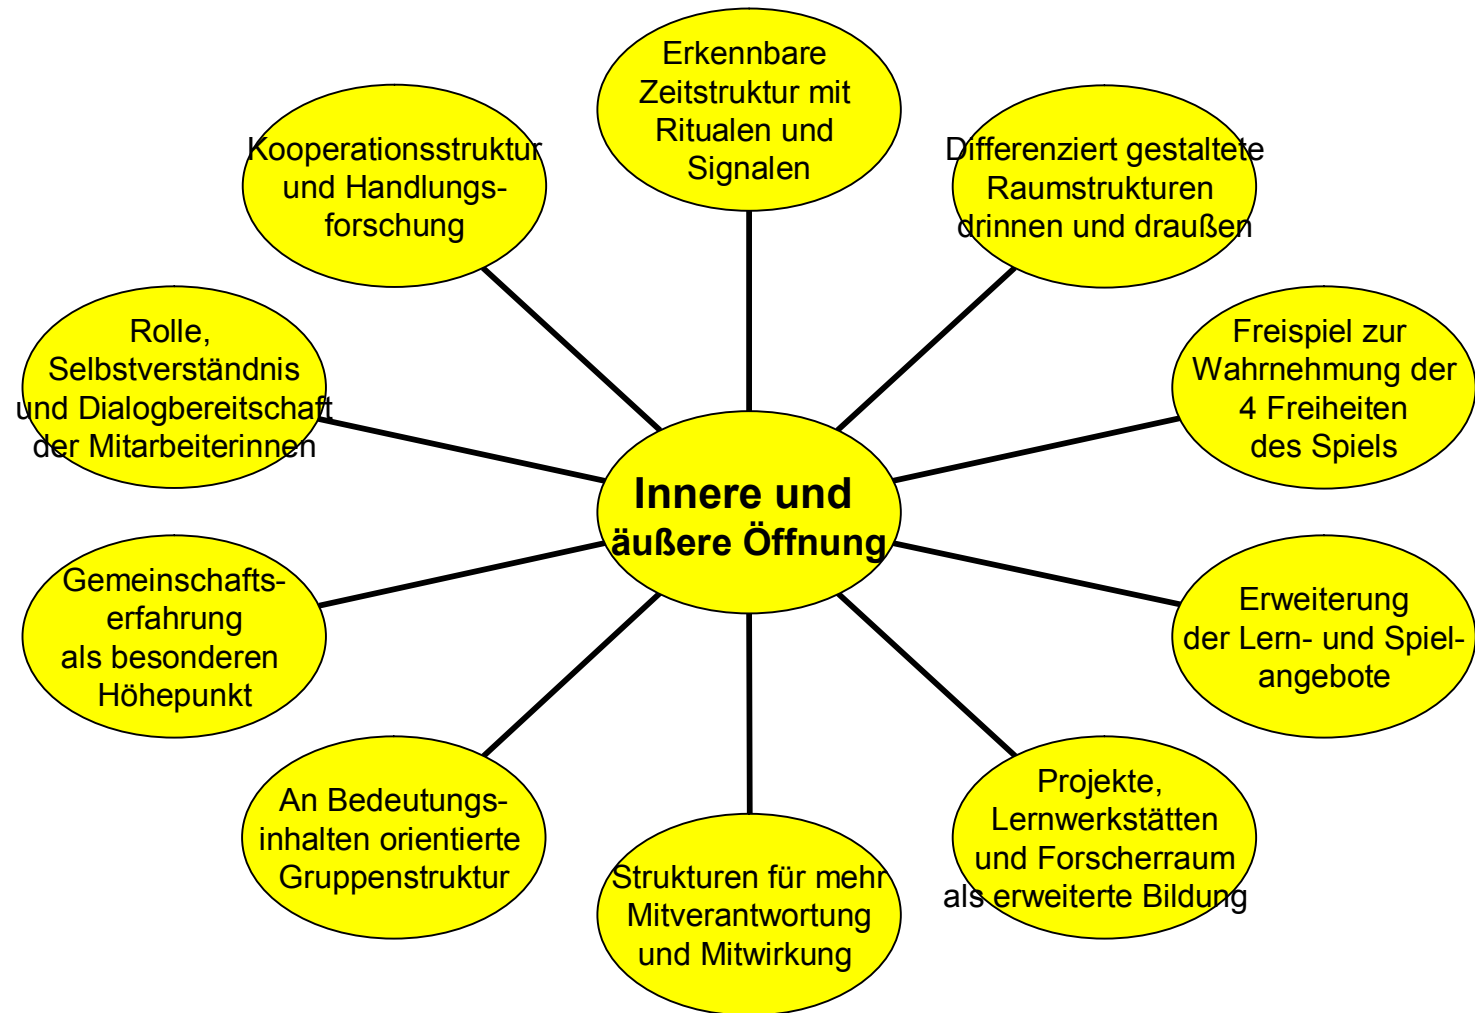 Erkennbare
Zeitstruktur mit
Ritualen und
Signalen
Differenziert gestaltete
Raumstrukturen
drinnen und draußen
Freispiel zur
Wahrnehmung der
4 Freiheiten
des Spiels
Erweiterung
der Lern- und Spiel-
angebote
Projekte,
Lernwerkstätten
und Forscherraum
als erweiterte Bildung
Strukturen für mehr
Mitverantwortung
und Mitwirkung
An Bedeutungs-
inhalten orientierte
Gruppenstruktur
Gemeinschafts-
erfahrung
als besonderen
Höhepunkt
Rolle,
Selbstverständnis
und Dialogbereitschaft
der Mitarbeiterinnen
Kooperationsstruktur
und Handlungs-
forschung
Innere und
äußere Öffnung